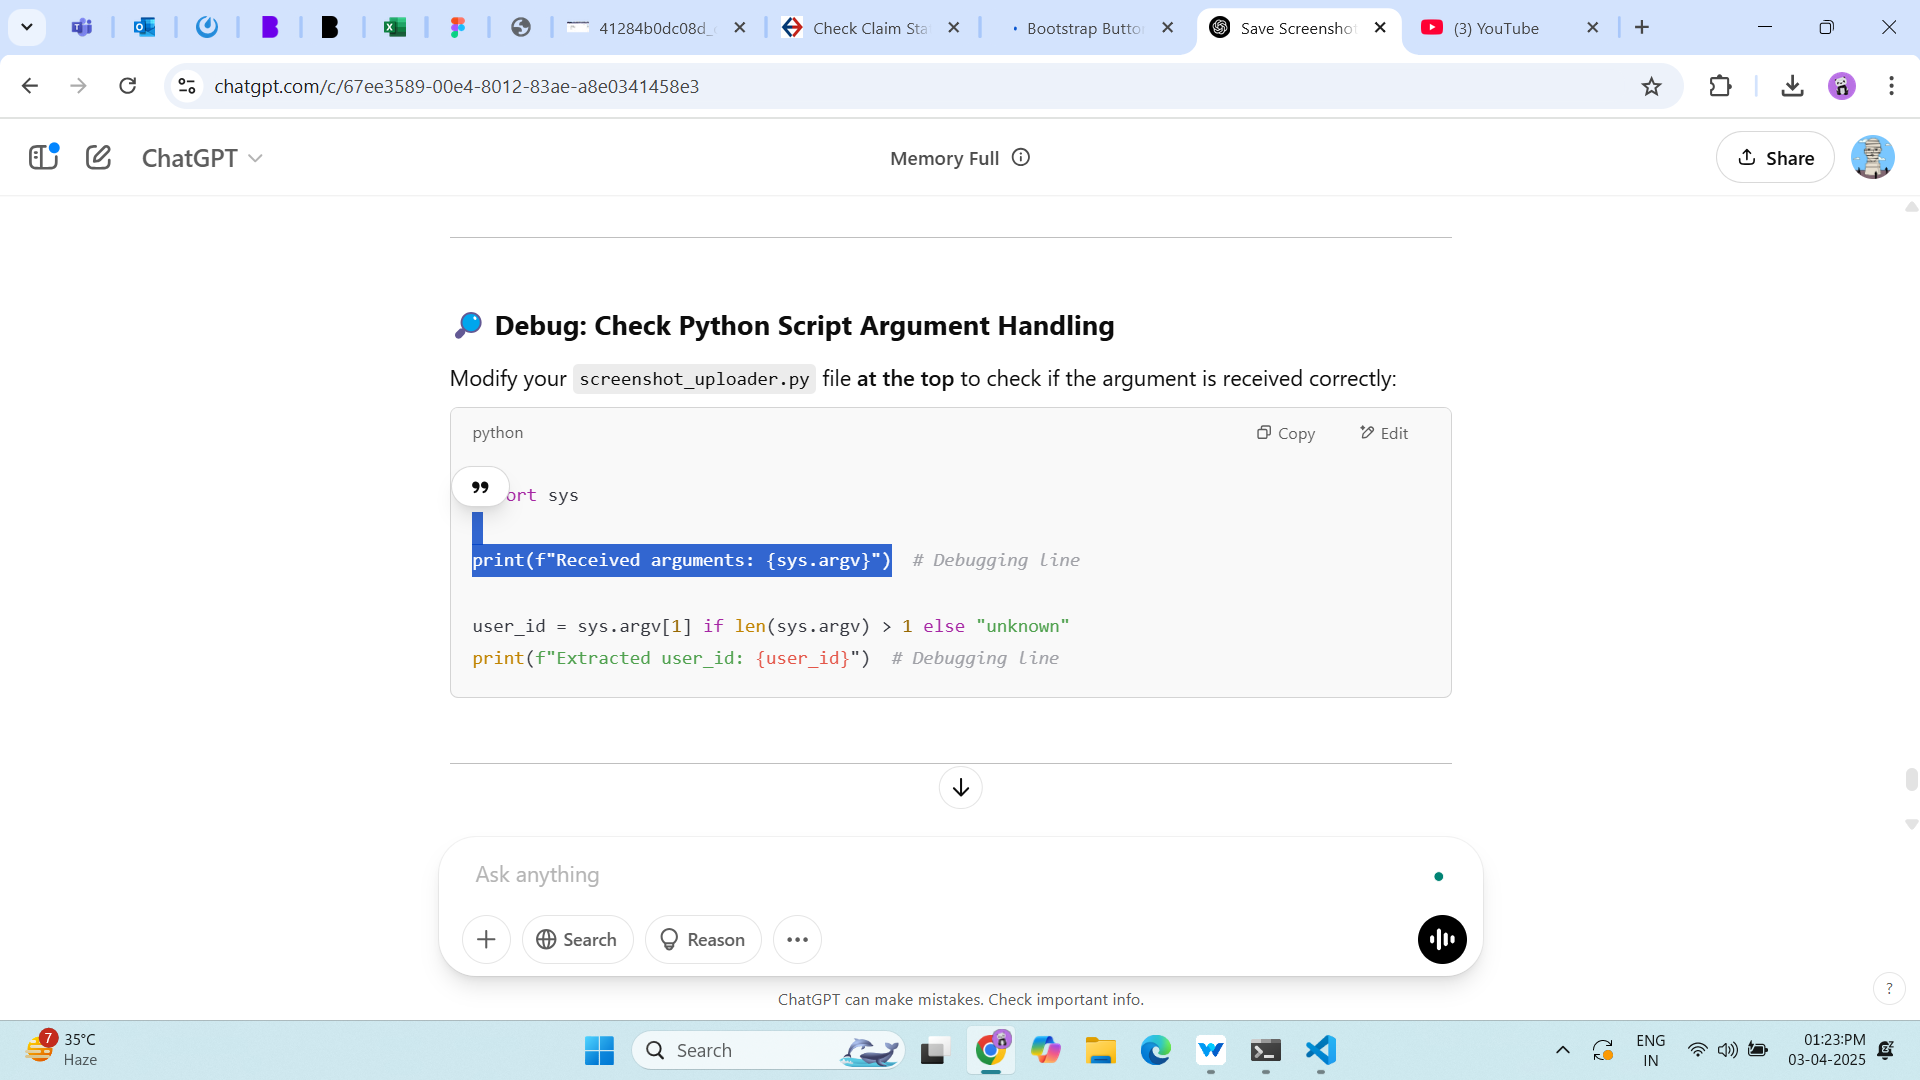 41284b0dc08d_
Check Claim Sta
Bootstrap Butto
Save Screenshot
(3) YouTube
chatgpt.com/c/67ee3589-00e4-8012-83ae-a8e0341458e3
ChatGPT
Memory Full
Share
Debug: Check Python Script Argument Handling
Modify your screenshot_uploader.py file at the top to check if the argument is received correctly:
python
Copy
Edit
ort sys
print(f"Received arguments: {sys.argv}")  # Debugging line
user_id = sys.argv[1] if len(sys.argv) > 1 else "unknown"
print(f"Extracted user_id: {user_id}")  # Debugging line
Ask anything
Search
Reason
ChatGPT can make mistakes. Check important info.
?
7
35°C
Haze
Search
ENG
IN
01:23:PM
03-04-2025